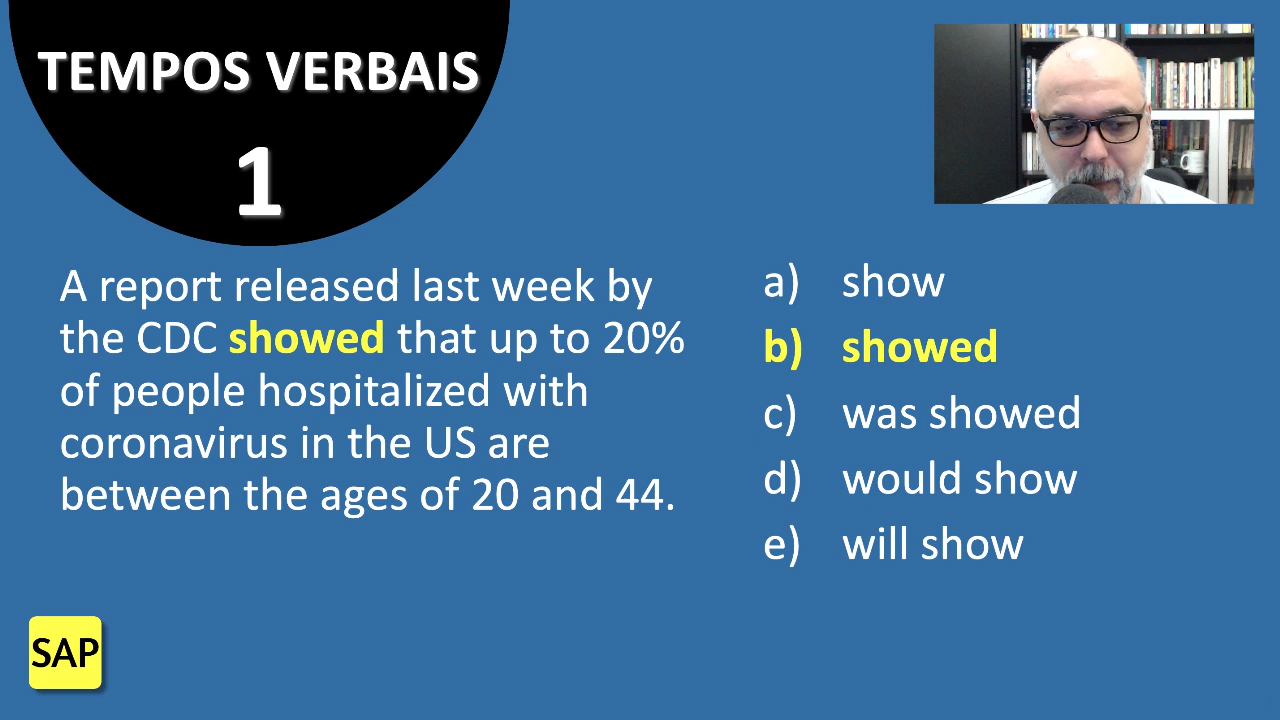 TEMPOS VERBAIS
1
A report released last week by
the CDC showed that up to 20%
of people hospitalized with
coronavirus in the US are
between the ages of 20 and 44.
a) show
b) showed
c) was showed
d) would show
e) will show
SAP